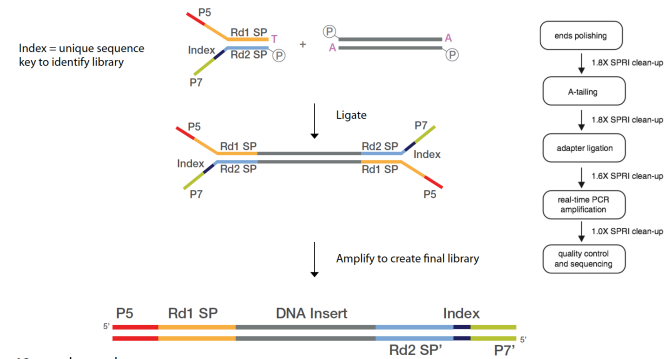 P5
Rd1 SP
T
Index = unique sequence
key to identify library
Index
Rd2 SP
P
P7
+
P
A
A
P
Ligate
P5
Rd1 SP
Rd2 SP
P7
Index
Index
Rd2 SP
Rd1 SP
P7
P5
Amplify to create final library
P5
Rd1 SP
DNA Insert
Index
5'
5'
Rd2 SP'
P7'
ends polishing
1.8X SPRI clean-up
A-tailing
1.8X SPRI clean-up
adapter ligation
1.6X SPRI clean-up
real-time PCR
amplification
1.0X SPRI clean-up
quality control
and sequencing